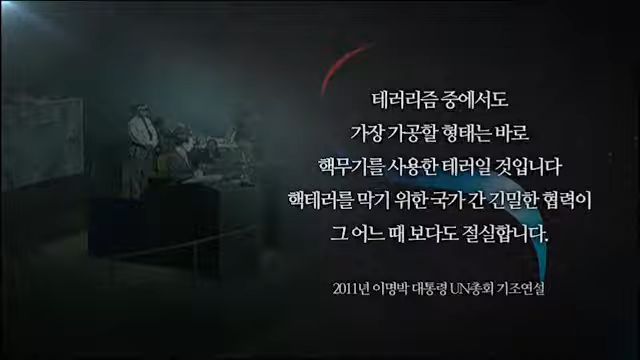 테러리즘 중에서도
가장 가공할 형태는 바로
핵무기를 사용한 테러일 것입니다
핵테러를 막기 위한 국가 간 긴밀한 협력이
그 어느 때 보다도 절실합니다.
2011년 이명박 대통령 UN총회 기조연설